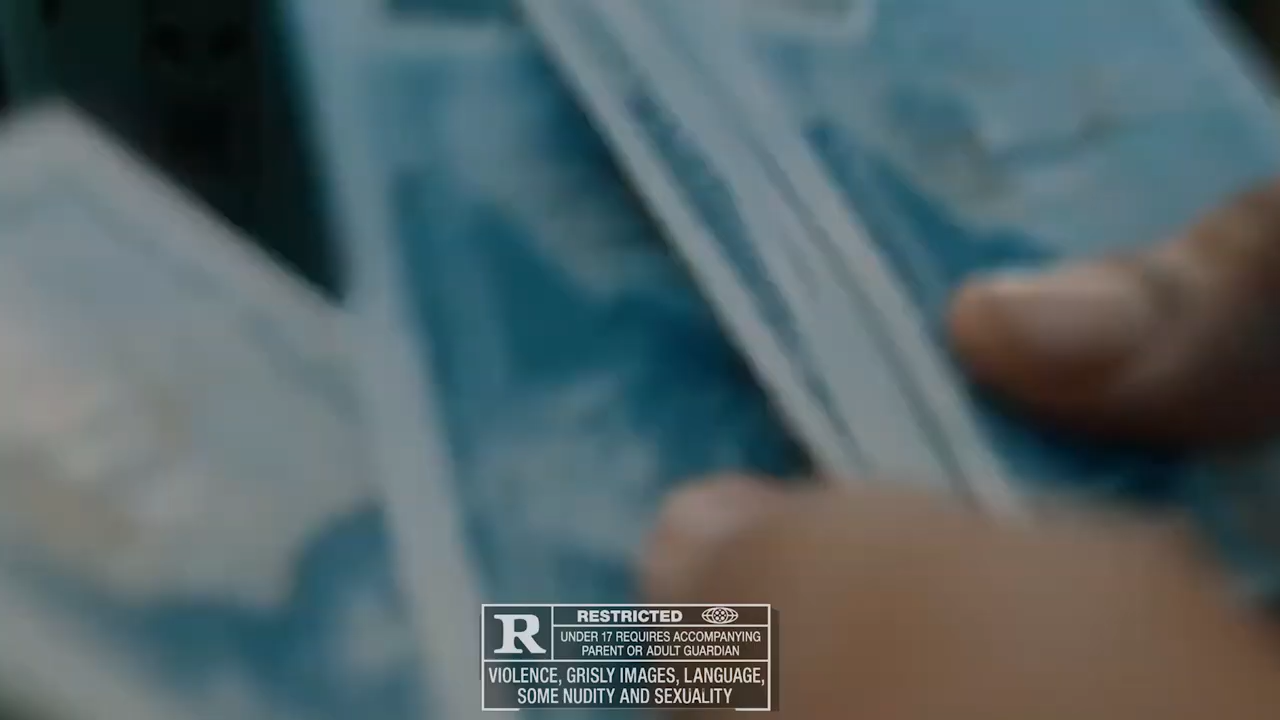 R
RESTRICTED
UNDER 17 REQUIRES ACCOMPANYING
PARENT OR ADULT GUARDIAN
VIOLENCE, GRISLY IMAGES, LANGUAGE,
SOME NUDITY AND SEXUALITY